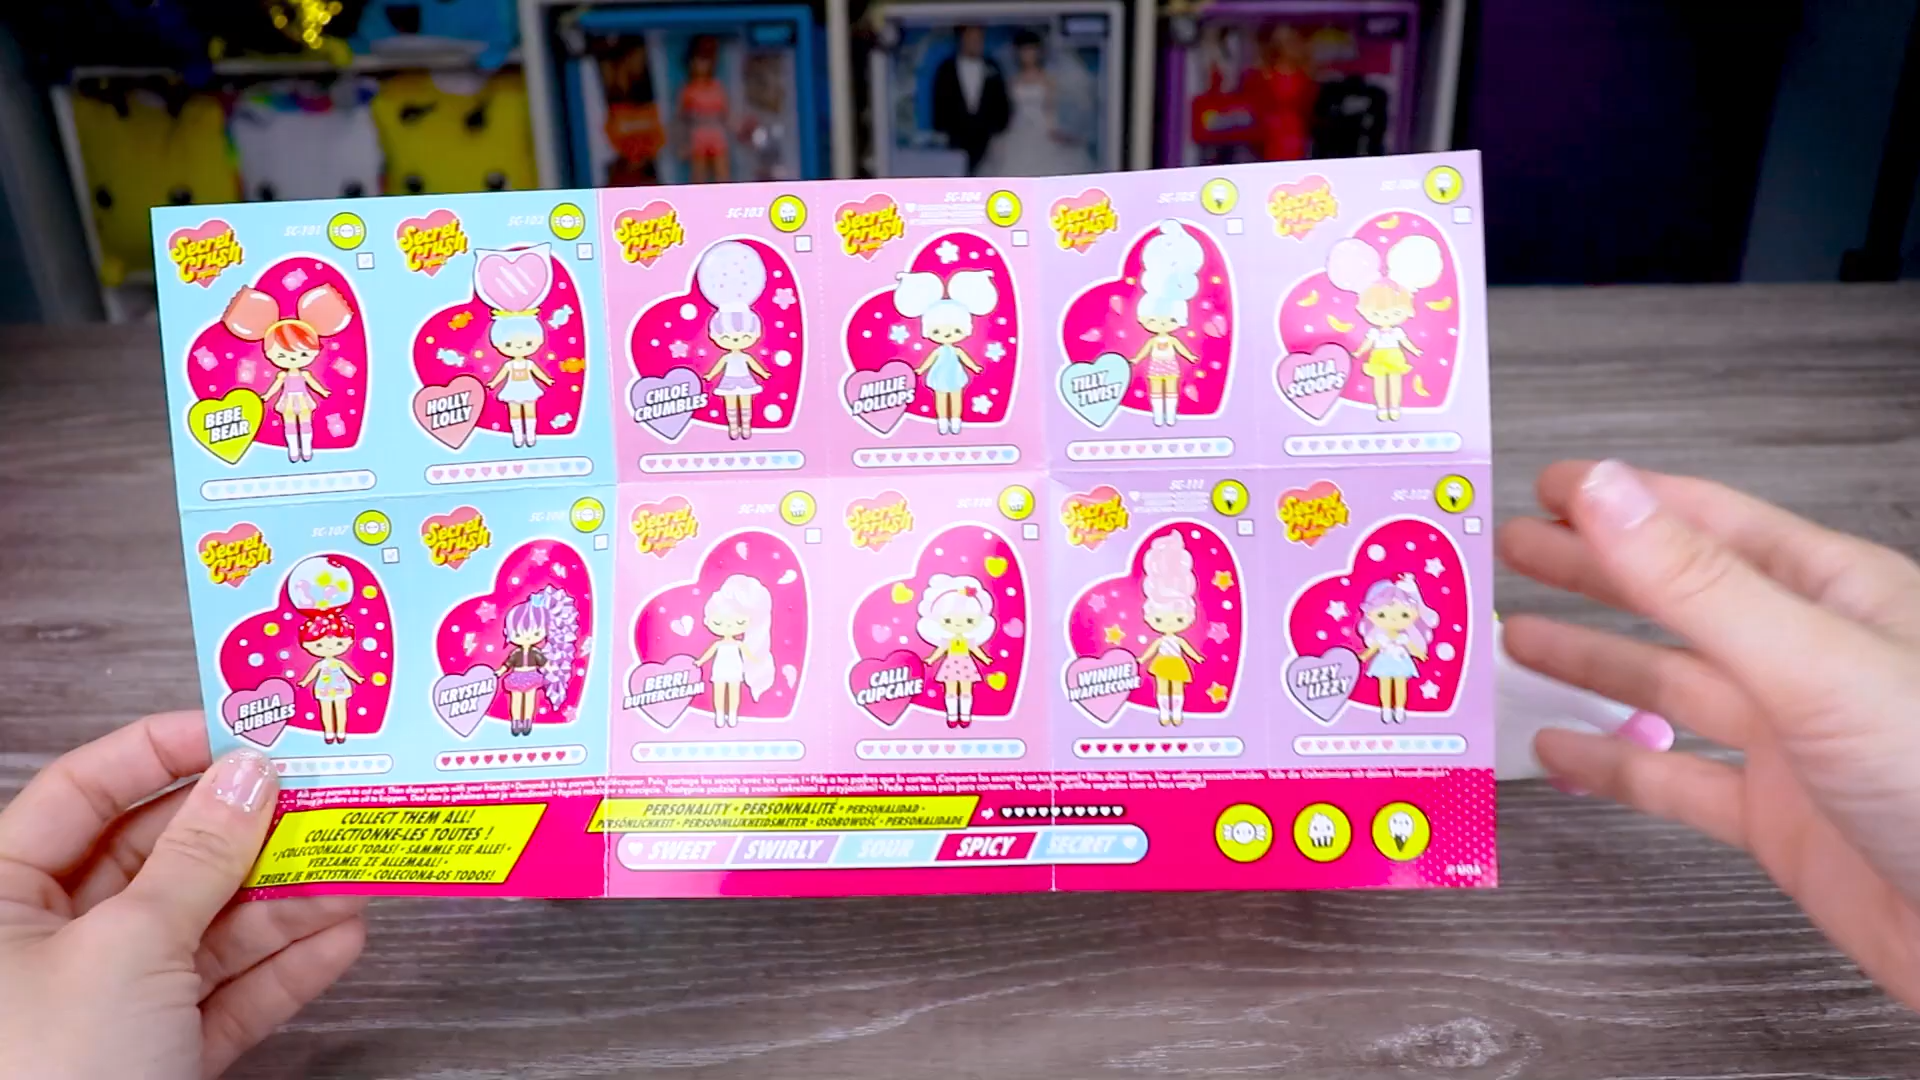 Secret Crush SC-101
Secret Crush SC-102
Secret Crush SC-103
Secret Crush SC-104
Secret Crush SC-105
Secret Crush SC-106
BEBE BEAR
HOLLY LOLLY
CHLOE CRUMBLES
MILLIE DOLLOPS
TILLY TWIST
NILLA SCOOPS
Secret Crush SC-107
Secret Crush SC-108
Secret Crush SC-109
Secret Crush SC-110
Secret Crush SC-111
Secret Crush SC-112
BELLA BUBBLES
KRYSTAL ROX
BERRI BUTTERCREAM
CALLI CUPCAKE
WINNIE WAFFLECONE
FIZZY LIZZY
COLLECT THEM ALL!
COLLECTIONNE-LES TOUTES !
• ¡COLECCIÓNALAS TODAS! • SAMMLE SIE ALLE! •
VERZAMEL ZE ALLEMAAL! •
ZBIERZ JE WSZYSTKIE! • COLECIONA-OS TODOS!
PERSONALITY • PERSONNALITÉ • PERSONALIDAD •
PERSÖNLICHKEIT • PERSOONLIJKHEIDSMETER • OSOBOWOŚĆ • PERSONALIDADE
SWEET SWIRLY SOUR SPICY SECRET